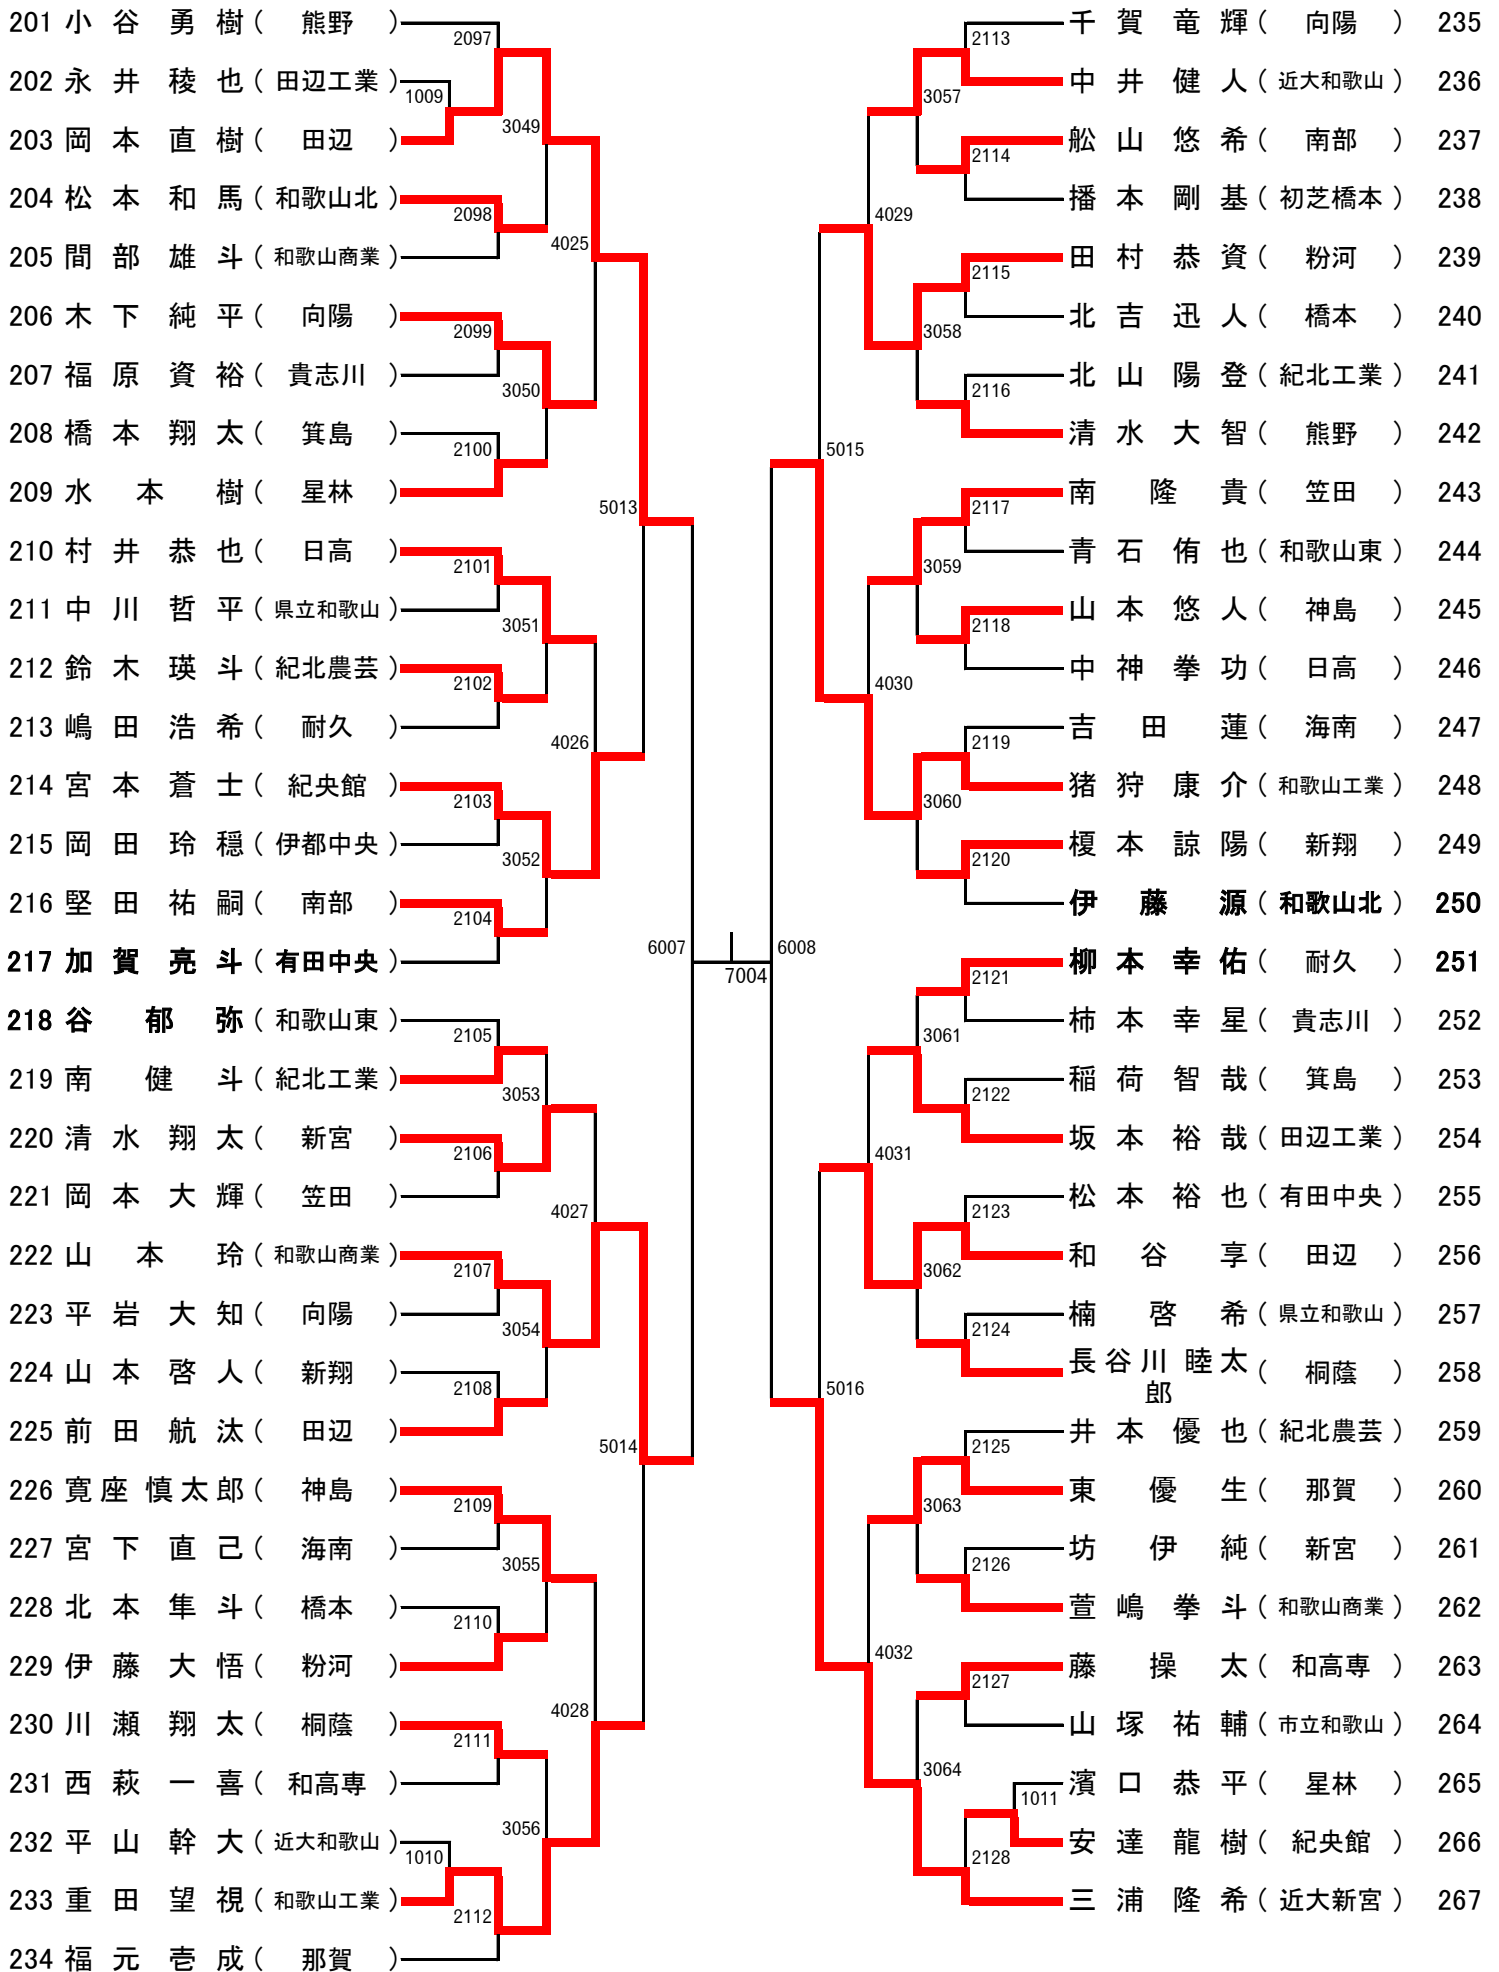 201 小谷勇樹(熊野)
202 永井稜也(田辺工業)
203 岡本直樹(田辺)
204 松本和馬(和歌山北)
205 間部雄斗(和歌山商業)
206 木下純平(向陽)
207 福原資裕(貴志川)
208 橋本翔太(箕島)
209 水本樹(星林)
210 村井恭也(日高)
211 中川哲平(県立和歌山)
212 鈴木瑛斗(紀北農芸)
213 嶋田浩希(耐久)
214 宮本蒼士(紀央館)
215 岡田玲穏(伊都中央)
216 堅田祐嗣(南部)
217 加賀亮斗(有田中央)
218 谷郁弥(和歌山東)
219 南健斗(紀北工業)
220 清水翔太(新宮)
221 岡本大輝(笠田)
222 山本玲(和歌山商業)
223 平岩大知(向陽)
224 山本啓人(新翔)
225 前田航汰(田辺)
226 寛座慎太郎(神島)
227 宮下直己(海南)
228 北本隼斗(橋本)
229 伊藤大悟(粉河)
230 川瀬翔太(桐蔭)
231 西萩一喜(和高専)
232 平山幹大(近大和歌山)
233 重田望視(和歌山工業)
234 福元壱成(那賀)
1009
1010
2097
2098
2099
2100
2101
2102
2103
2104
2105
2106
2107
2108
2109
2110
2111
2112
3049
3050
3051
3052
3053
3054
3055
3056
4025
4026
4027
4028
5013
5014
6007
7004
6008
5015
5016
4029
4030
4031
4032
3057
3058
3059
3060
3061
3062
3063
3064
2113
2114
2115
2116
2117
2118
2119
2120
2121
2122
2123
2124
2125
2126
2127
2128
1011
千賀竜輝(向陽) 235
中井健人(近大和歌山) 236
舩山悠希(南部) 237
播本剛基(初芝橋本) 238
田村恭資(粉河) 239
北吉迅人(橋本) 240
北山陽登(紀北工業) 241
清水大智(熊野) 242
南隆貴(笠田) 243
青石侑也(和歌山東) 244
山本悠人(神島) 245
中神拳功(日高) 246
吉田蓮(海南) 247
猪狩康介(和歌山工業) 248
榎本諒陽(新翔) 249
伊藤源(和歌山北) 250
柳本幸佑(耐久) 251
柿本幸星(貴志川) 252
稲荷智哉(箕島) 253
坂本裕哉(田辺工業) 254
松本裕也(有田中央) 255
和谷享(田辺) 256
楠啓希(県立和歌山) 257
長谷川睦太
郎(桐蔭) 258
井本優也(紀北農芸) 259
東優生(那賀) 260
坊伊純(新宮) 261
萱嶋拳斗(和歌山商業) 262
藤操太(和高専) 263
山塚祐輔(市立和歌山) 264
濱口恭平(星林) 265
安達龍樹(紀央館) 266
三浦隆希(近大新宮) 267